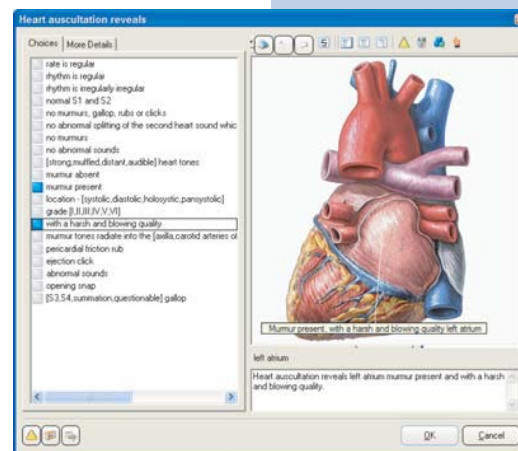 Heart auscultation reveals
Choices
More Details
rate is regular
rhythm is regular
rhythm is irregularly irregular
normal S1 and S2
no murmurs, gallop, rubs or clicks
no abnormal splitting of the second heart sound whic
no murmurs
no abnormal sounds
[strong,muffled,distant,audible] heart tones
murmur absent
murmur present
location - [systolic,diastolic,holosystic,pansystolic]
grade [I,II,III,IV,V,VI]
with a harsh and blowing quality
murmur tones radiate into the [axilla,carotid arteries of
pericardial friction rub
ejection click
abnormal sounds
opening snap
[S3,S4,summation,questionable] gallop
Murmur present, with a harsh and blowing quality left atrium
left atrium
Heart auscultation reveals left atrium murmur present and with a harsh
and blowing quality.
OK
Cancel